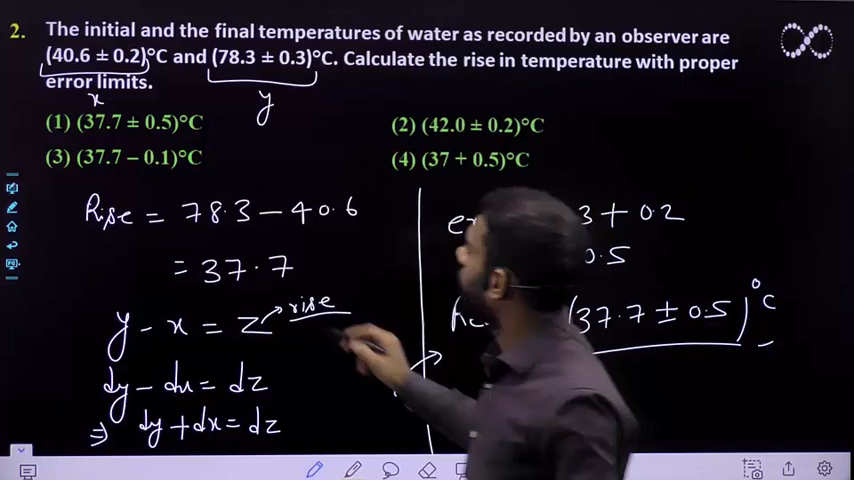 2. The initial and the final temperatures of water as recorded by an observer are
(40.6 ± 0.2)°C and (78.3 ± 0.3)°C. Calculate the rise in temperature with proper
error limits.
x
y
(1) (37.7 ± 0.5)°C
(2) (42.0 ± 0.2)°C
(3) (37.7 – 0.1)°C
(4) (37 + 0.5)°C
Rise = 78.3 – 40.6
= 37.7
y - x = z → rise
dy - dx = dz
⇒ dy + dx = dz
3 + 0.2
0.5
(37.7 ± 0.5)°C